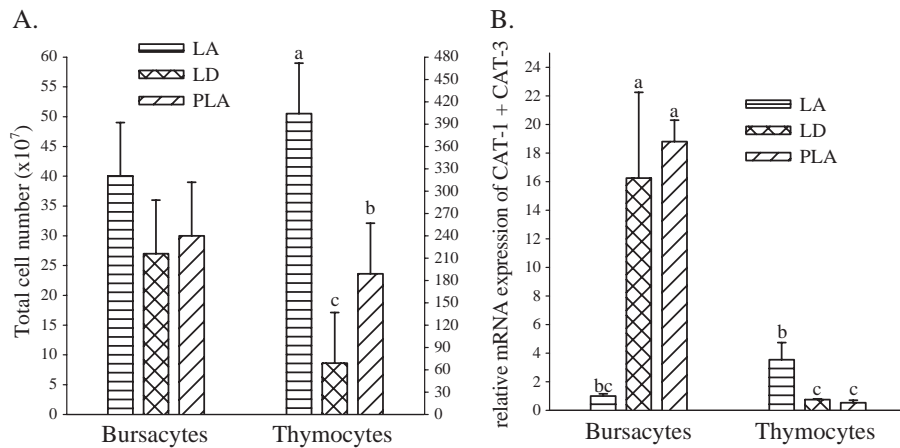 A.
LA
LD
PLA
Total cell number (x10⁷)
60
55
50
45
40
35
30
25
20
15
10
5
0
480
450
420
390
360
330
300
270
240
210
180
150
120
90
60
30
0
a
b
c
Bursacytes
Thymocytes
B.
relative mRNA expression of CAT-1 + CAT-3
24
22
20
18
16
14
12
10
8
6
4
2
0
LA
LD
PLA
a
a
bc
b
c
c
Bursacytes
Thymocytes